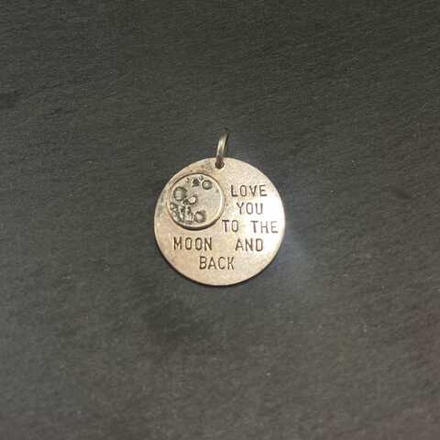 LOVE
YOU
TO THE
MOON AND
BACK